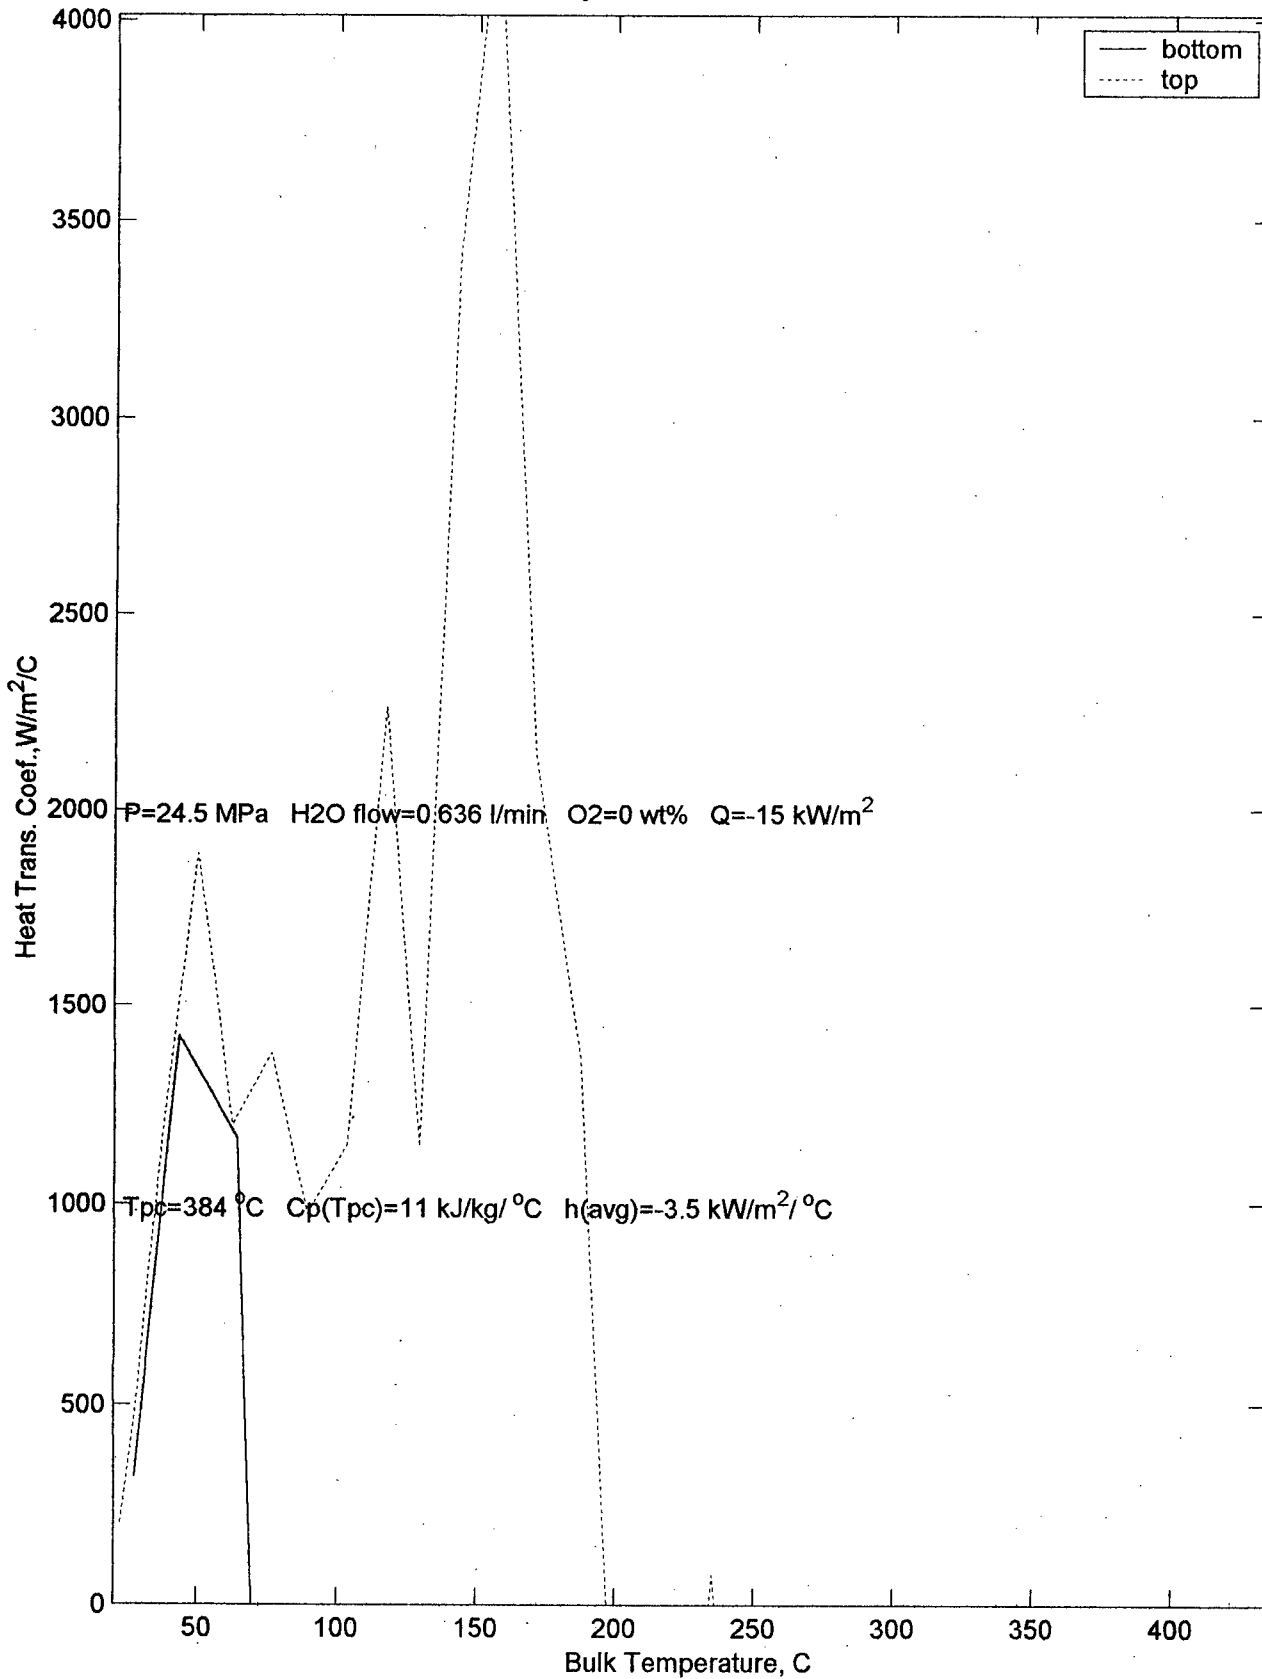 4000
bottom
top
3500
3000
2500
2000
1500
1000
500
0
Heat Trans. Coef.,W/m²/C
P=24.5 MPa H2O flow=0.636 l/min O2=0 wt% Q=-15 kW/m²
Tpc=384 °C Cp(Tpc)=11 kJ/kg/ °C h(avg)=-3.5 kW/m²/ °C
50 100 150 200 250 300 350 400
Bulk Temperature, C